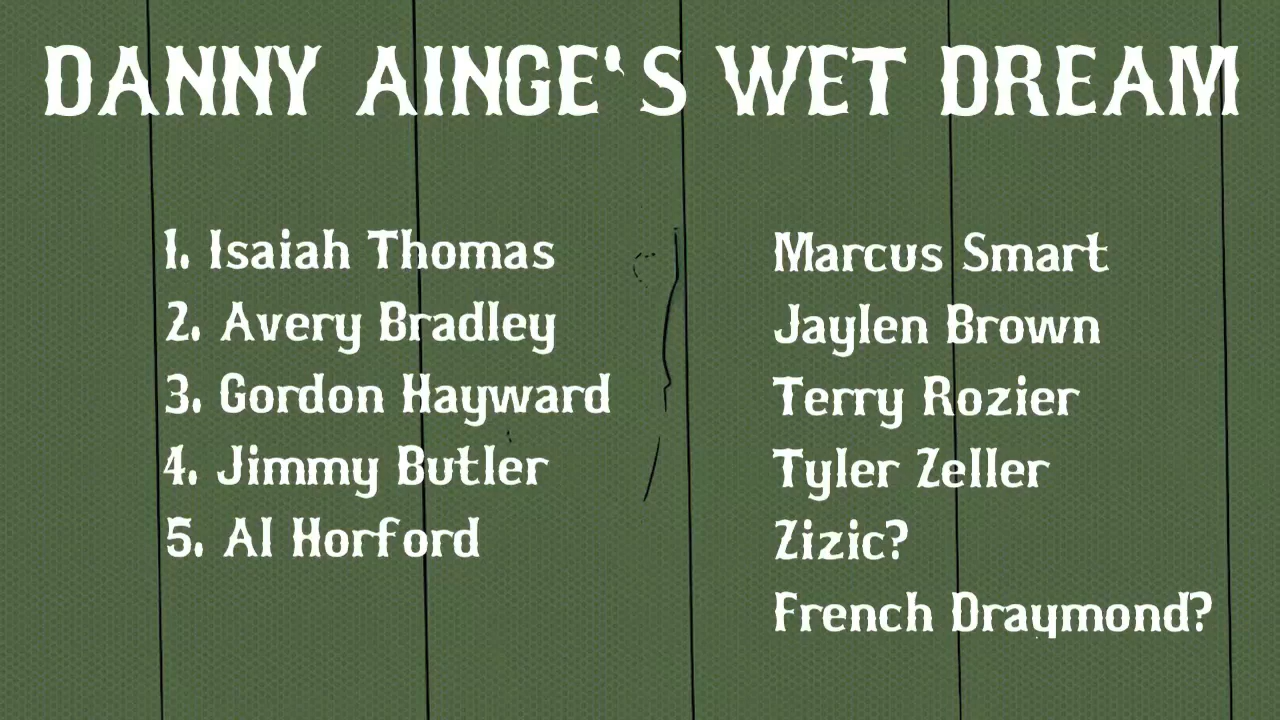 DANNY AINGE'S WET DREAM
1. Isaiah Thomas
2. Avery Bradley
3. Gordon Hayward
4. Jimmy Butler
5. Al Horford
Marcus Smart
Jaylen Brown
Terry Rozier
Tyler Zeller
Zizic?
French Draymond?